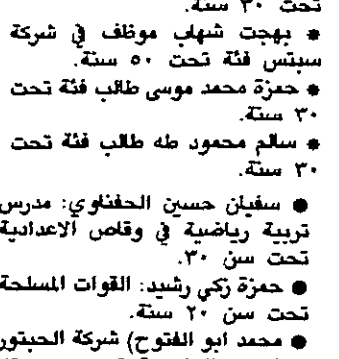 تحت ٣٠ سنة.
● بهجت شهاب موظف في شركة
سبتس فئة تحت ٥٠ سنة.
● حمزة محمد موسى طالب فئة تحت
٣٠ سنة.
● سالم محمود طه طالب فئة تحت
٣٠ سنة.
● سفيان حسين الحفناوي: مدرس
تربية رياضية في وقاص الاعدادية
تحت سن ٣٠.
● حمزة زكي رشيد: القوات المسلحة
تحت سن ٢٠ سنة.
● محمد ابو الفتوح) شركة الحبتور